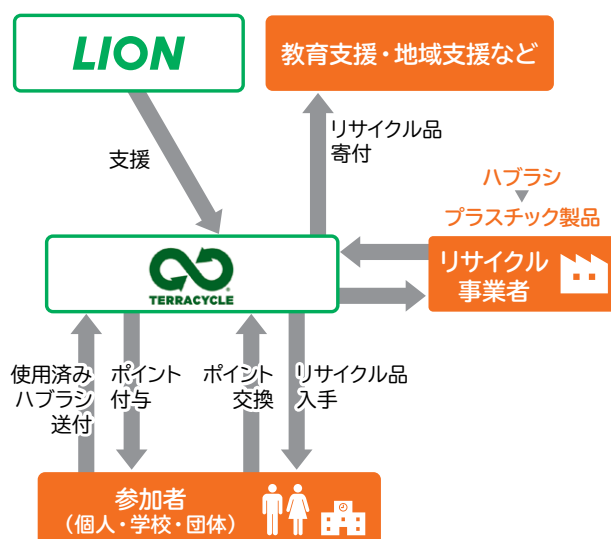 LION
教育支援・地域支援など
支援
リサイクル品
寄付
ハブラシ
プラスチック製品
TERRACYCLE
リサイクル
事業者
使用済み
ハブラシ
送付
ポイント
付与
ポイント
交換
リサイクル品
入手
参加者
（個人・学校・団体）